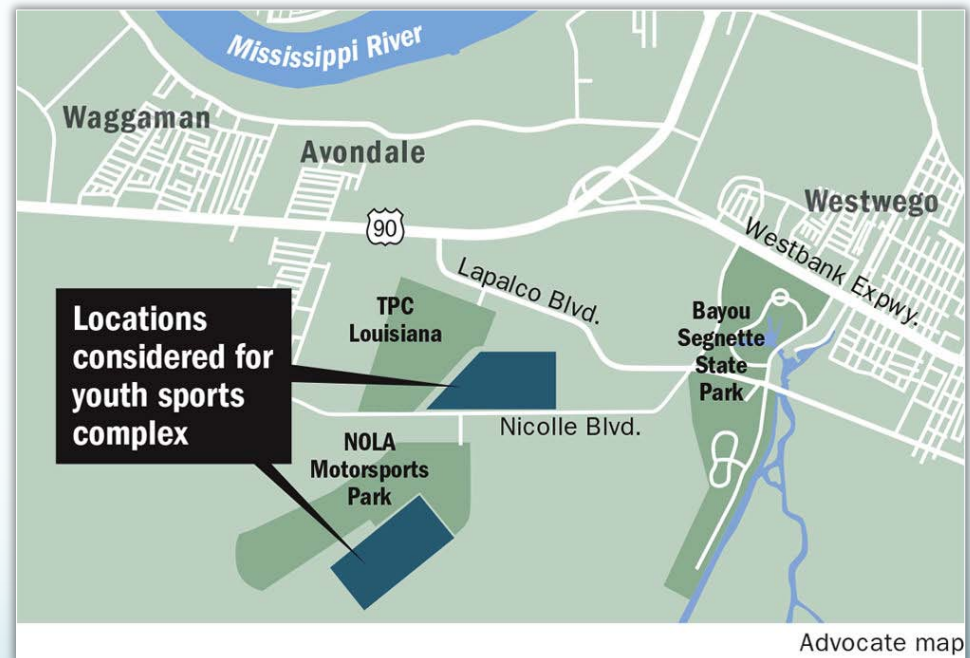 Mississippi River
Waggaman
Avondale
Westwego
90
Westbank Expwy.
Lapalco Blvd.
TPC
Louisiana
Bayou
Segnette
State
Park
Locations
considered for
youth sports
complex
Nicolle Blvd.
NOLA
Motorsports
Park
Advocate map